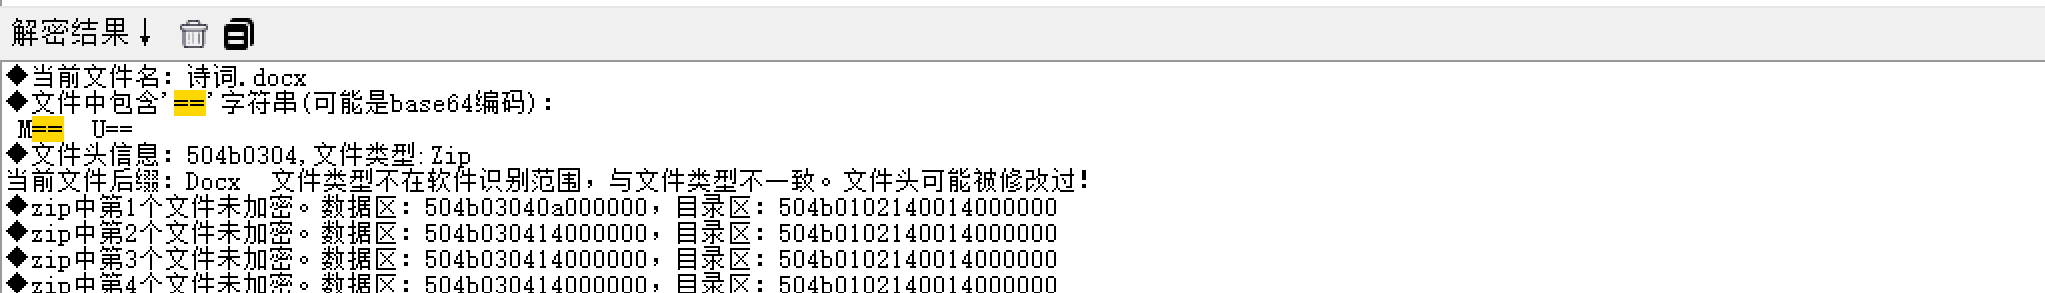 解密结果↓
◆当前文件名：诗词.docx
◆文件中包含'=='字符串(可能是base64编码)：
M==  U==
◆文件头信息：504b0304,文件类型:Zip
当前文件后缀：Docx  文件类型不在软件识别范围，与文件类型不一致。文件头可能被修改过!
◆zip中第1个文件未加密。数据区：504b03040a000000，目录区：504b0102140014000000
◆zip中第2个文件未加密。数据区：504b030414000000，目录区：504b0102140014000000
◆zip中第3个文件未加密。数据区：504b030414000000，目录区：504b0102140014000000
◆zip中第4个文件未加密。数据区：504b030414000000，目录区：504b0102140014000000